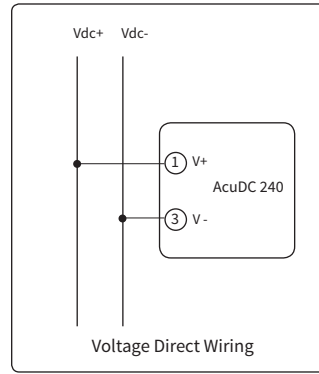 Vdc+ Vdc-
1 V+
AcuDC 240
3 V -
Voltage Direct Wiring